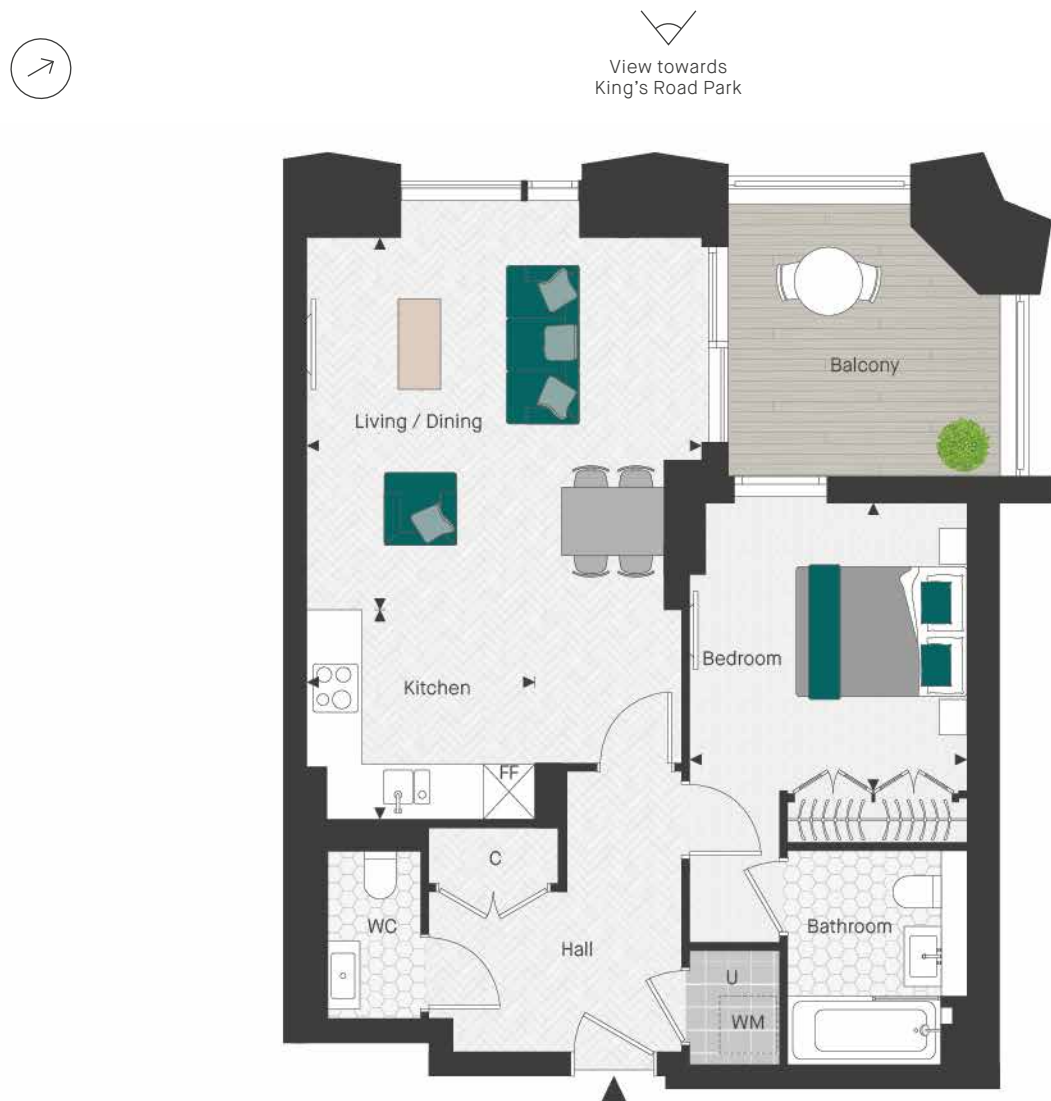 View towards
King's Road Park
Balcony
Living / Dining
Bedroom
Kitchen
FF
C
WC
Bathroom
Hall
U
WM